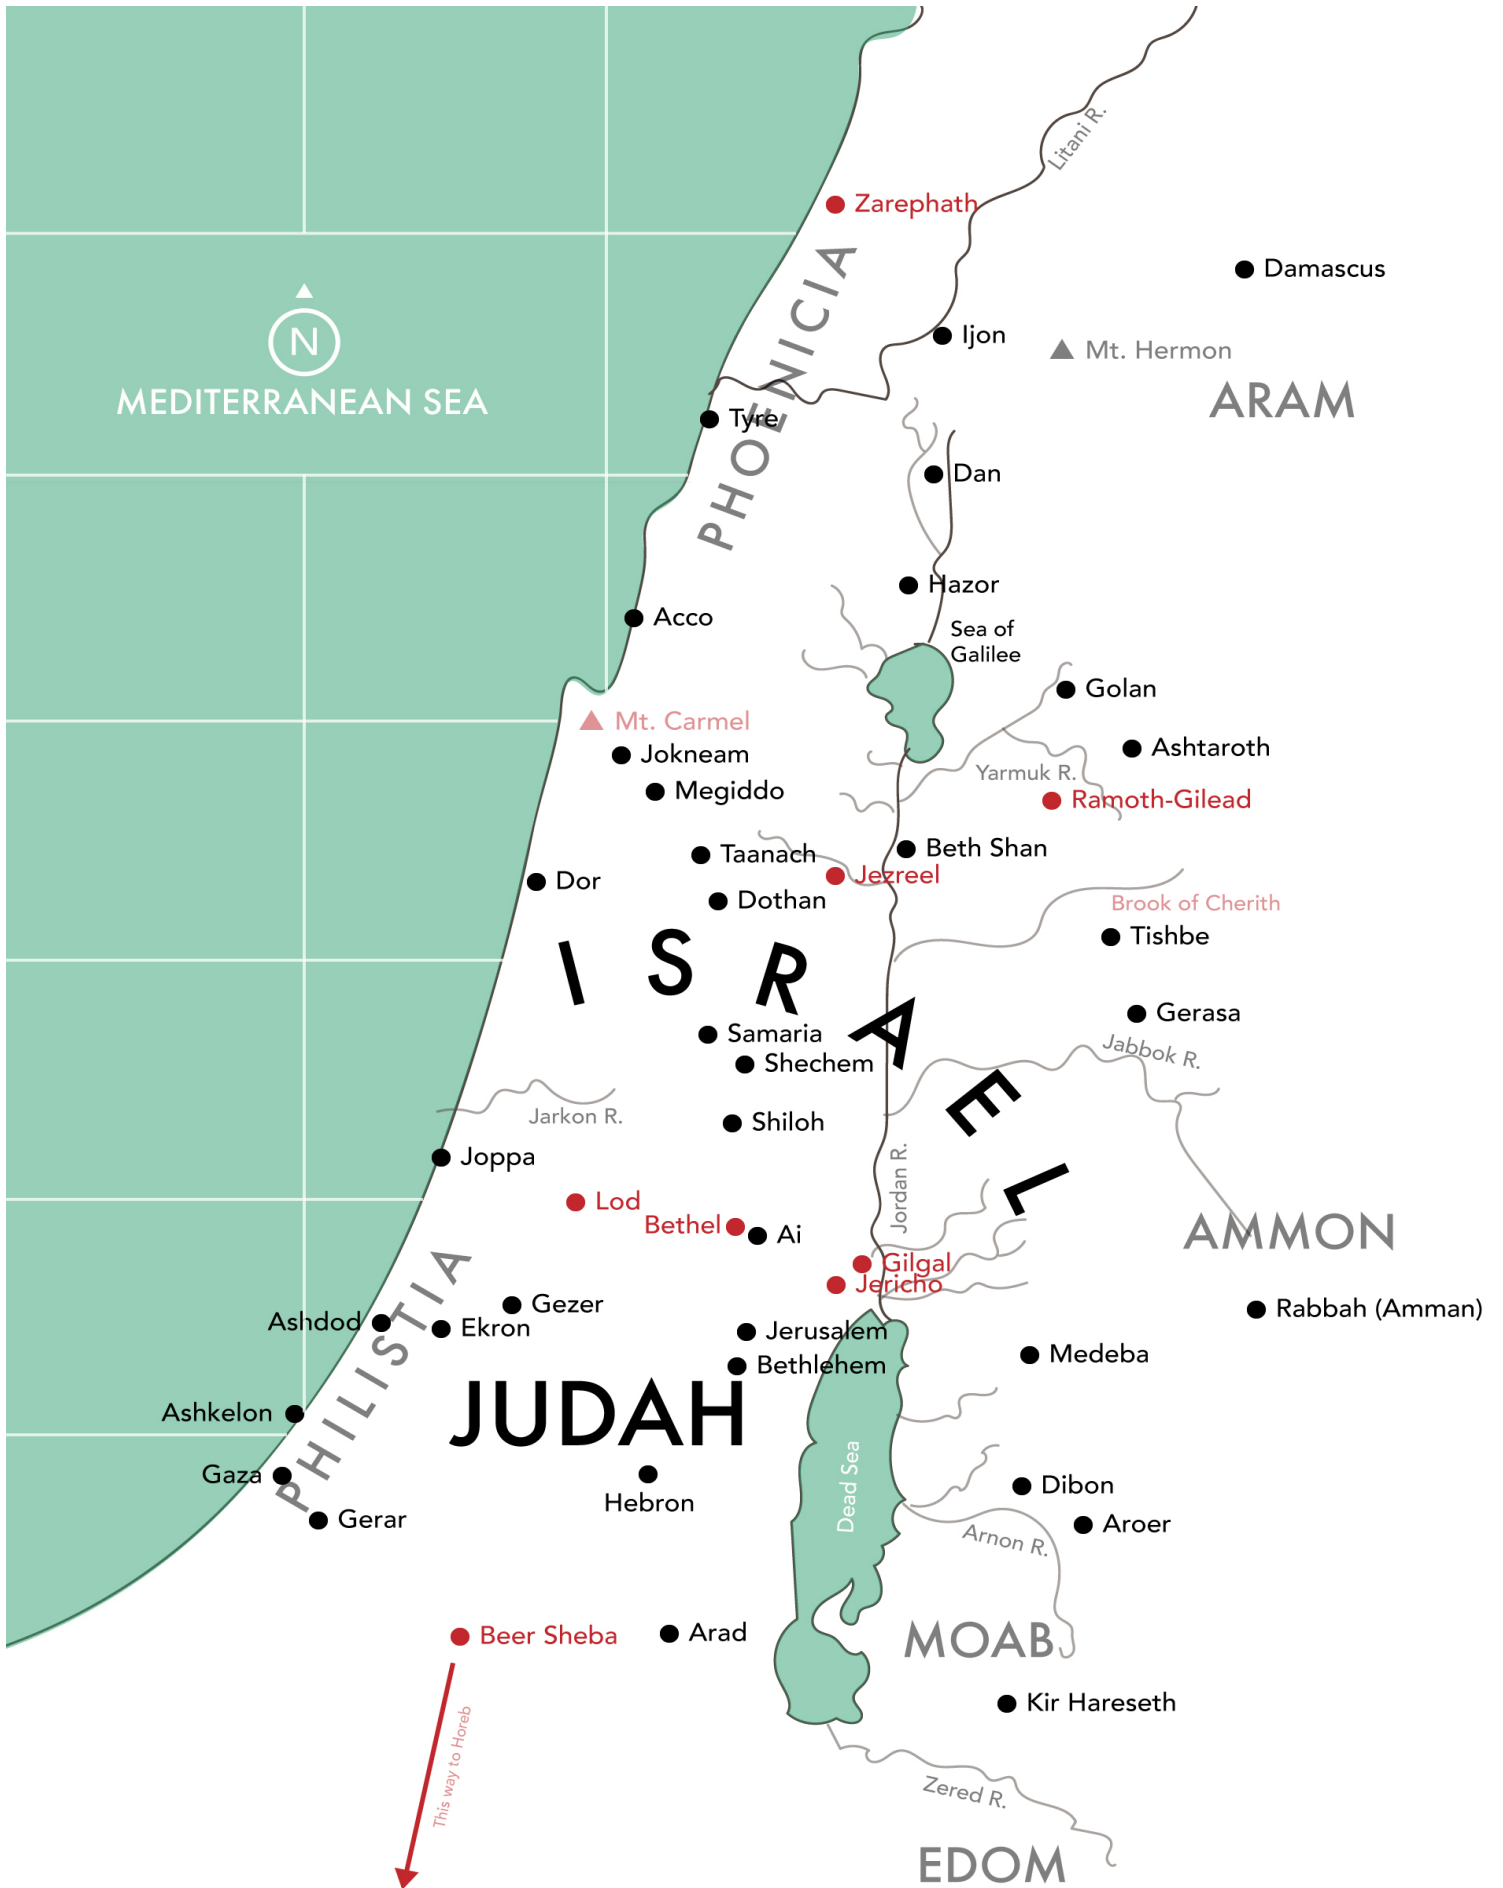 Litani R.
Zarephath
Damascus
PHOENICIA
N
Ijon
Mt. Hermon
MEDITERRANEAN SEA
ARAM
Tyre
Dan
Hazor
Acco
Sea of
Galilee
Golan
Mt. Carmel
Jokneam
Ashtaroth
Yarmuk R.
Megiddo
Ramoth-Gilead
Taanach
Beth Shan
Dor
Jezreel
Dothan
Brook of Cherith
Tishbe
ISRAEL
Gerasa
Samaria
Jabbok R.
Shechem
Jarkon R.
Shiloh
Joppa
Jordan R.
Lod
Bethel
Ai
AMMON
Gilgal
Jericho
PHILISTIA
Gezer
Rabbah (Amman)
Ashdod
Ekron
Jerusalem
Medeba
Bethlehem
JUDAH
Ashkelon
Gaza
Hebron
Dead Sea
Dibon
Gerar
Aroer
Arnon R.
Beer Sheba
Arad
MOAB
Kir Hareseth
This way to Horeb
Zered R.
EDOM